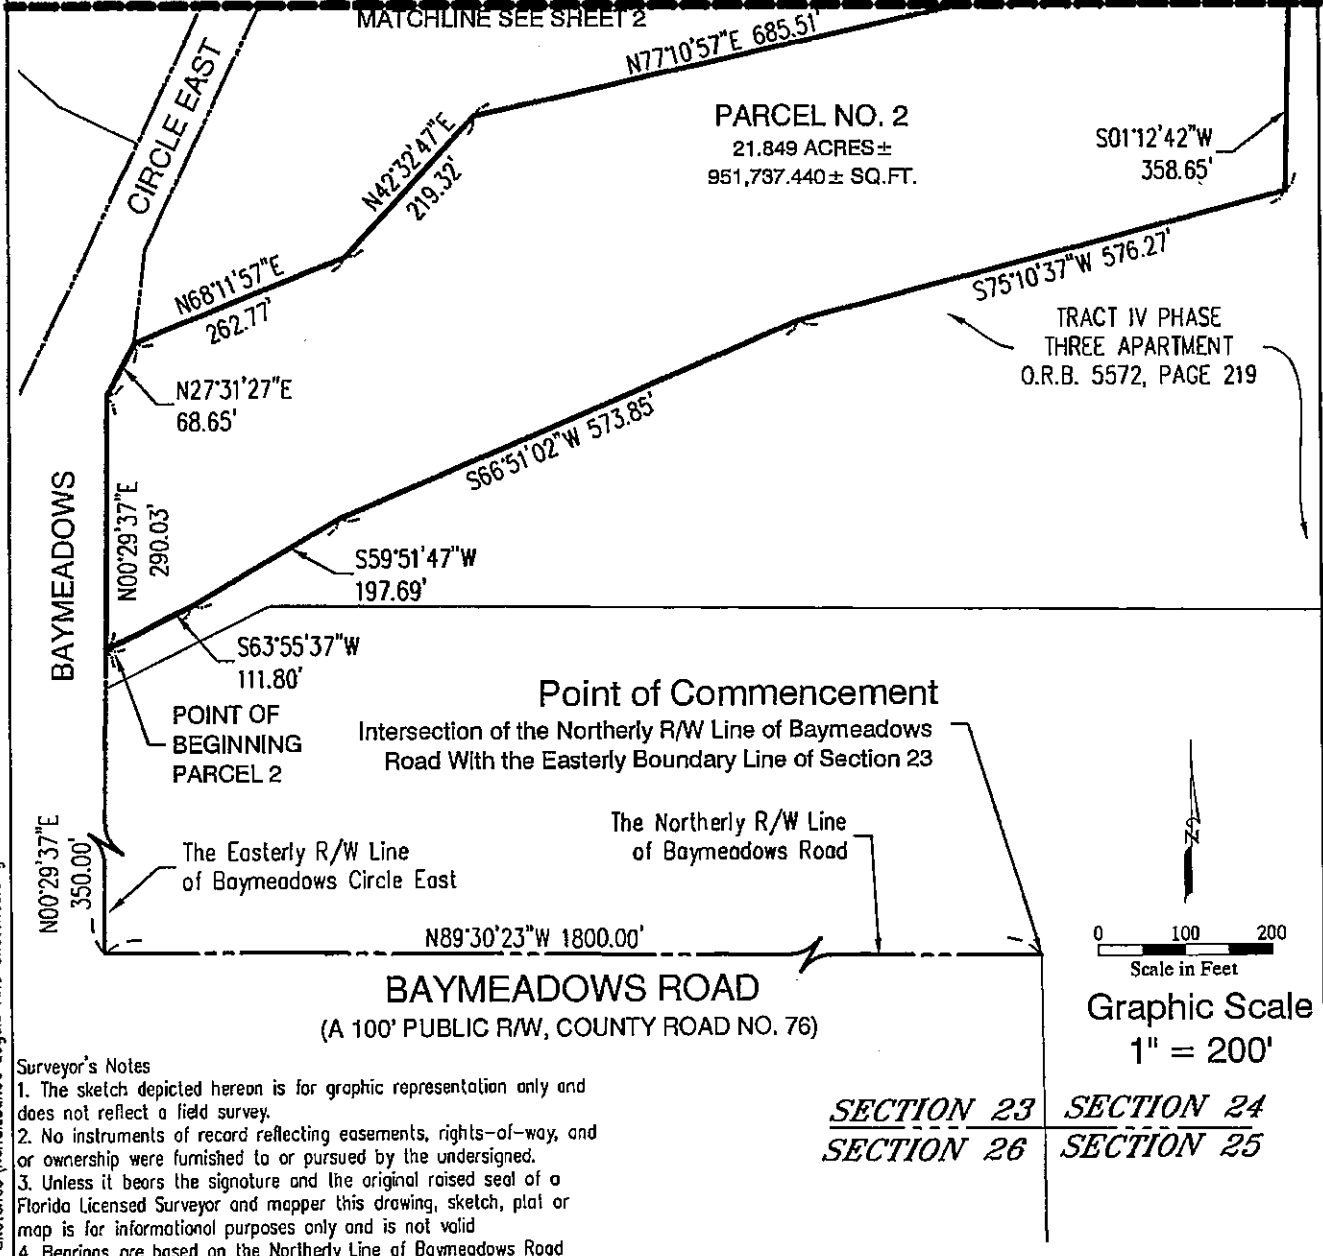 MATCHLINE SEE SHEET 2
CIRCLE EAST
N77°10'57"E 685.51'
PARCEL NO. 2
21.849 ACRES±
951,737.440± SQ.FT.
S01°12'42"W
358.65'
N42°32'47"E
219.32'
N68°11'57"E
262.77'
S75°10'37"W 576.27'
TRACT IV PHASE
THREE APARTMENT
O.R.B. 5572, PAGE 219
N27°31'27"E
68.65'
S66°51'02"W 573.85'
BAYMEADOWS
N00°29'37"E
290.03'
S59°51'47"W
197.69'
S63°55'37"W
111.80'
POINT OF
BEGINNING
PARCEL 2
Point of Commencement
Intersection of the Northerly R/W Line of Baymeadows
Road With the Easterly Boundary Line of Section 23
N00°29'37"E
350.00'
The Easterly R/W Line
of Baymeadows Circle East
The Northerly R/W Line
of Baymeadows Road
N
N89°30'23"W 1800.00'
0 100 200
Scale in Feet
Graphic Scale
1" = 200'
BAYMEADOWS ROAD
(A 100' PUBLIC R/W, COUNTY ROAD NO. 76)
SECTION 23 SECTION 24
SECTION 26 SECTION 25
Surveyor's Notes
1. The sketch depicted hereon is for graphic representation only and
does not reflect a field survey.
2. No instruments of record reflecting easements, rights-of-way, and
or ownership were furnished to or pursued by the undersigned.
3. Unless it bears the signature and the original raised seal of a
Florida Licensed Surveyor and mapper this drawing, sketch, plat or
map is for informational purposes only and is not valid
4. Bearings are based on the Northerly Line of Baymeadows Road